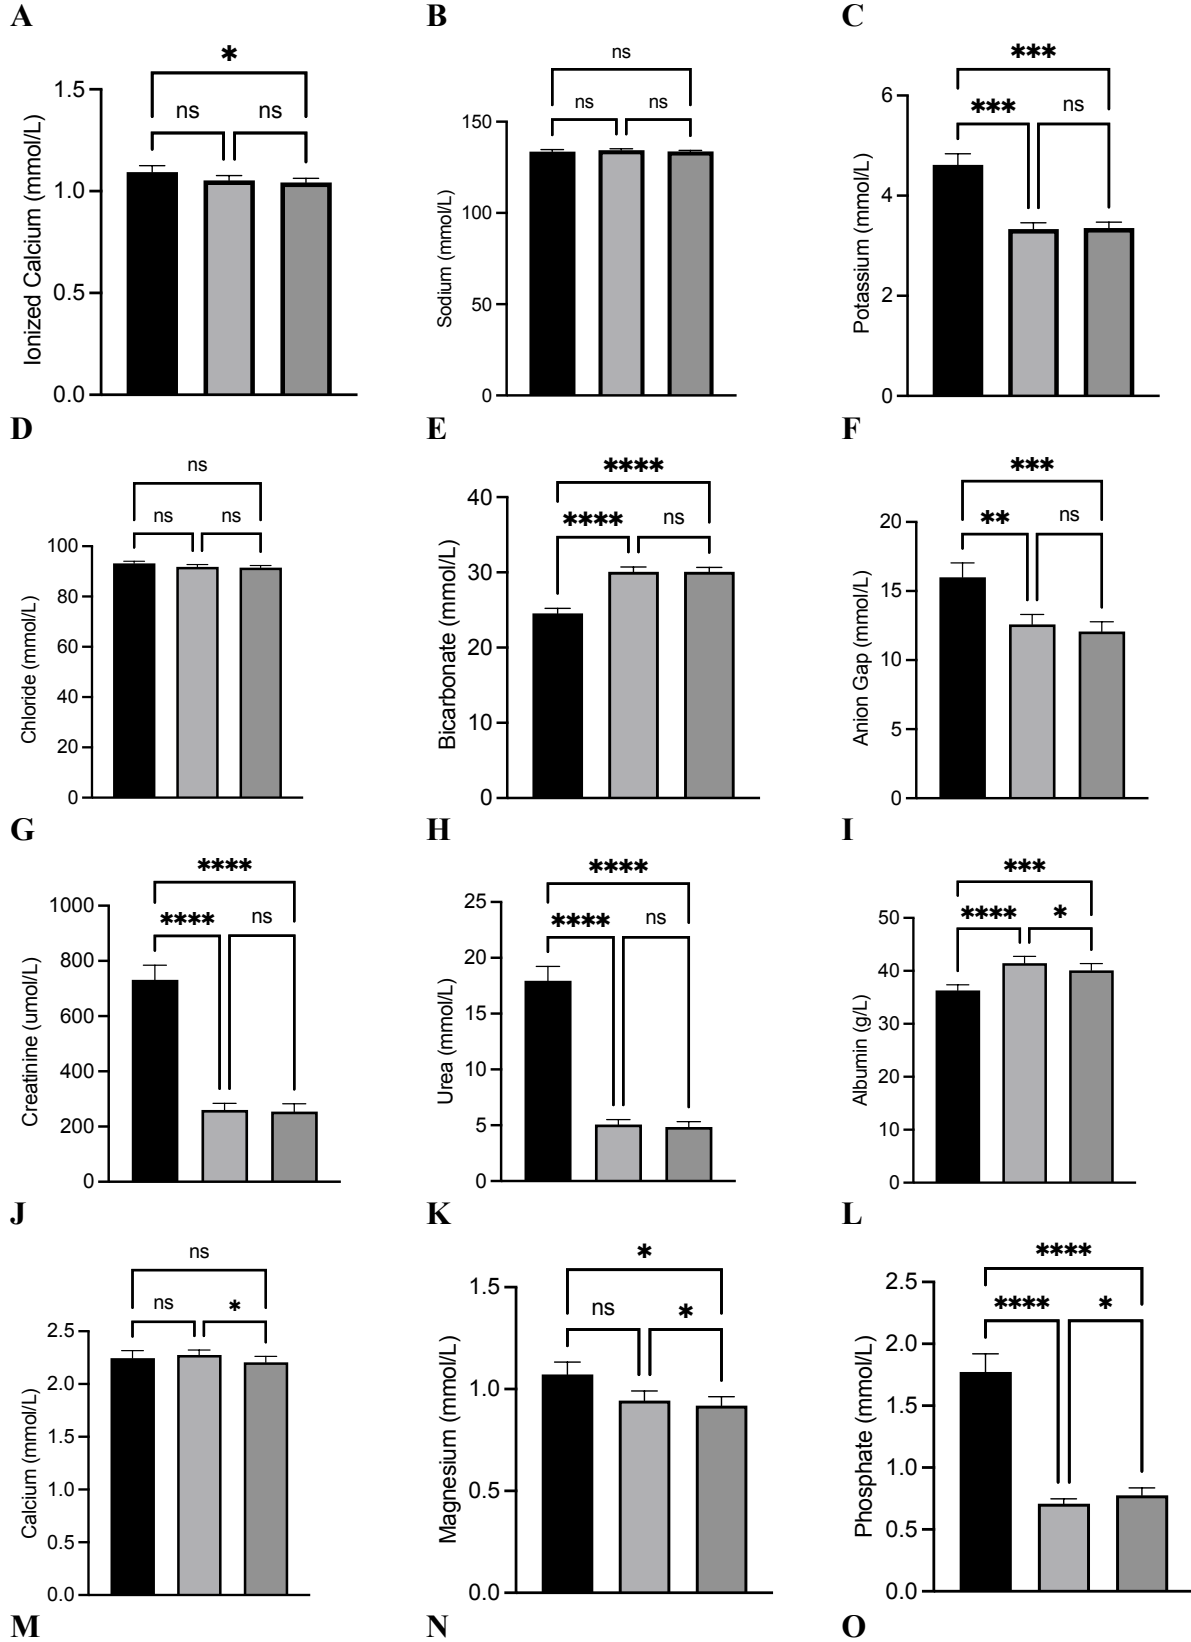 A
B
C
*
ns
ns
1.5
1.0
0.5
0.0
Ionized Calcium (mmol/L)
ns
ns
ns
150
100
50
0
Sodium (mmol/L)
***
***
ns
6
4
2
0
Potassium (mmol/L)
D
E
F
ns
ns
ns
100
80
60
40
20
0
Chloride (mmol/L)
****
****
ns
40
30
20
10
0
Bicarbonate (mmol/L)
***
**
ns
20
15
10
5
0
Anion Gap (mmol/L)
G
H
I
****
****
ns
1000
800
600
400
200
0
Creatinine (umol/L)
****
****
ns
25
20
15
10
5
0
Urea (mmol/L)
***
****
*
50
40
30
20
10
0
Albumin (g/L)
J
K
L
ns
ns
*
2.5
2.0
1.5
1.0
0.5
0.0
Calcium (mmol/L)
*
ns
*
1.5
1.0
0.5
0.0
Magnesium (mmol/L)
****
****
*
2.5
2.0
1.5
1.0
0.5
0.0
Phosphate (mmol/L)
M
N
O